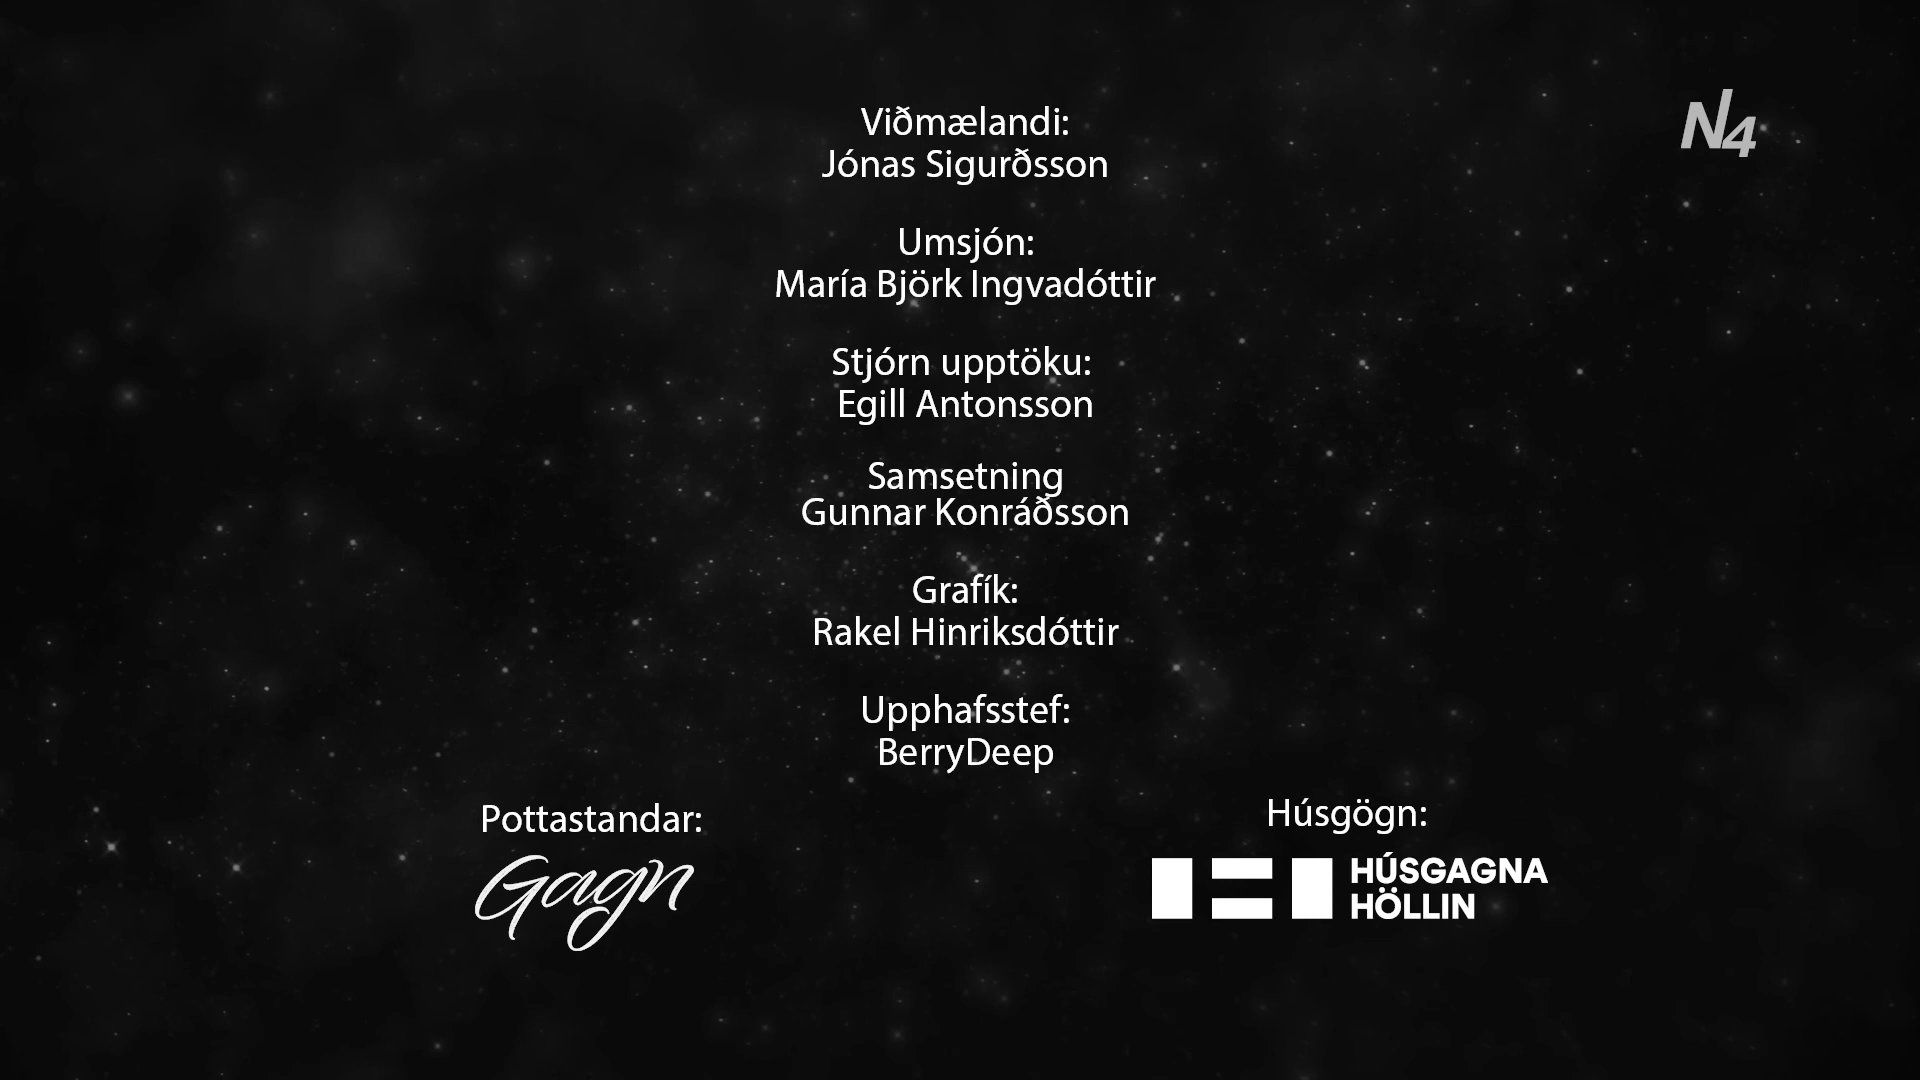 N4
Viðmælandi:
Jónas Sigurðsson
Umsjón:
María Björk Ingvadóttir
Stjórn upptöku:
Egill Antonsson
Samsetning
Gunnar Konráðsson
Grafík:
Rakel Hinriksdóttir
Upphafsstef:
BerryDeep
Pottastandar:
Gagn
Húsgögn:
HÚSGAGNA
HÖLLIN